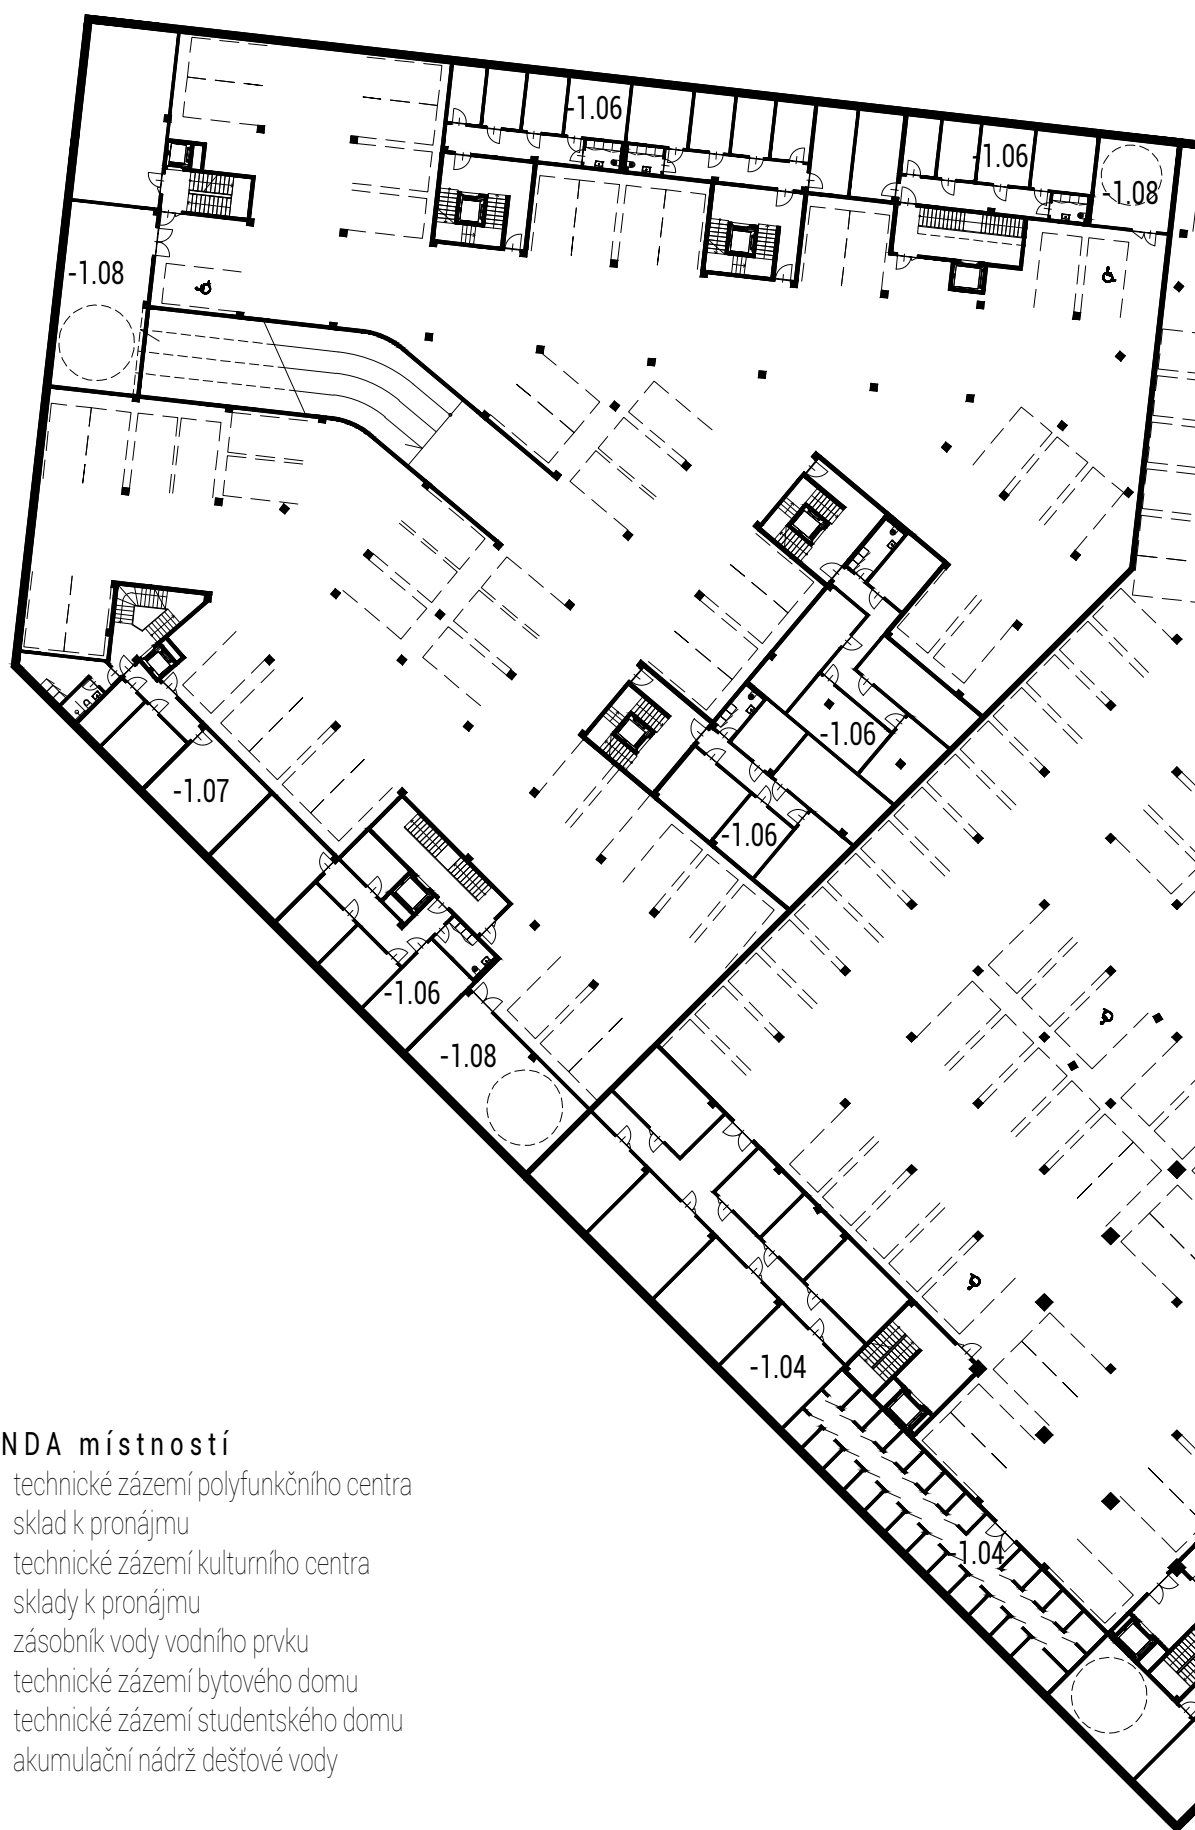 -1.06
-1.06
-1.08
-1.08
-1.06
-1.07
-1.06
-1.06
-1.08
-1.04
-1.04
NDA místností
technické zázemí polyfunkčního centra
sklad k pronájmu
technické zázemí kulturního centra
sklady k pronájmu
zásobník vody vodního prvku
technické zázemí bytového domu
technické zázemí studentského domu
akumulační nádrž dešťové vody